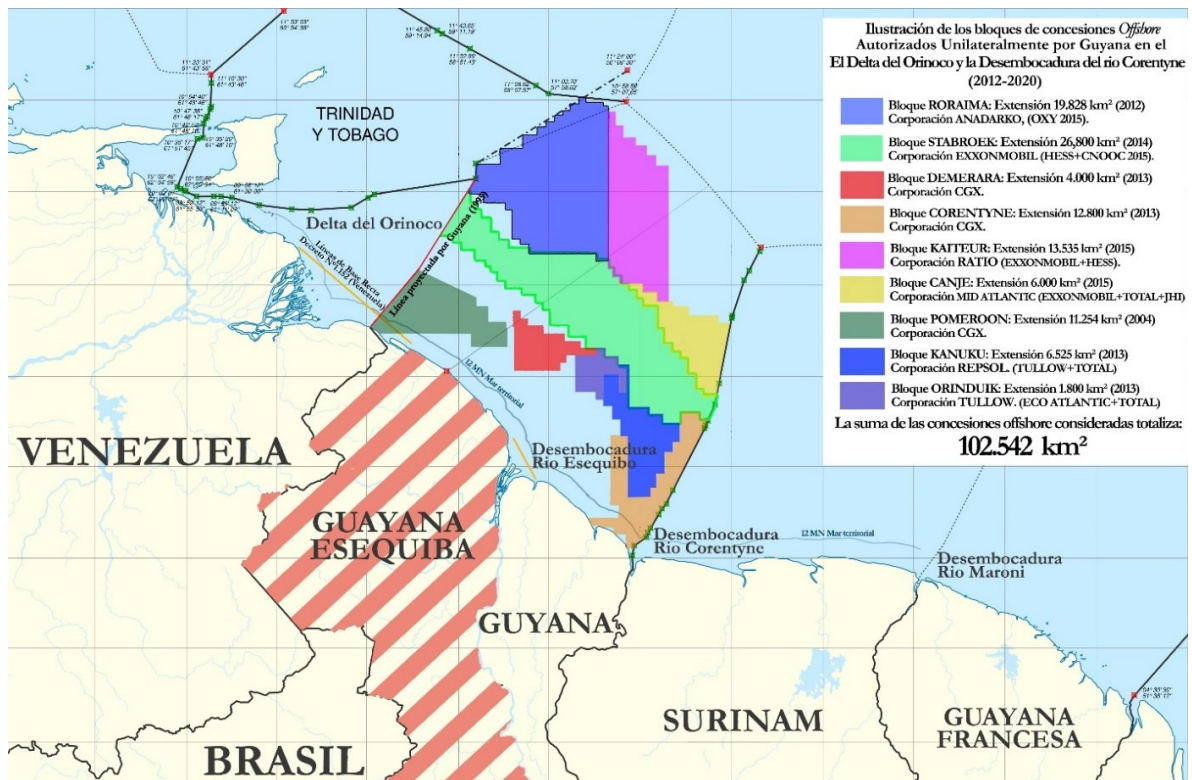 Ilustración de los bloques de concesiones Offshore
Autorizados Unilateralmente por Guyana en el
El Delta del Orinoco y la Desembocadura del rio Corentyne
(2012-2020)
Bloque RORAIMA: Extensión 19.828 km² (2012)
Corporación ANADARKO, (OXY 2015).
Bloque STABROEK: Extensión 26,800 km² (2014)
Corporación EXXONMOBIL (HESS+CNOOC 2015).
Bloque DEMERARA: Extensión 4.000 km² (2013)
Corporación CGX.
Bloque CORENTYNE: Extensión 12.800 km² (2013)
Corporación CGX.
Bloque KAITEUR: Extensión 13.535 km² (2015)
Corporación RATIO (EXXONMOBIL+HESS).
Bloque CANJE: Extensión 6.000 km² (2015)
Corporación MID ATLANTIC (EXXONMOBIL+TOTAL+JHI)
Bloque POMEROON: Extensión 11.254 km² (2004)
Corporación CGX.
Bloque KANUKU: Extensión 6.525 km² (2013)
Corporación REPSOL. (TULLOW+TOTAL)
Bloque ORINDUIK: Extensión 1.800 km² (2013)
Corporación TULLOW. (ECO ATLANTIC+TOTAL)
La suma de las concesiones offshore consideradas totaliza:
102.542 km²
TRINIDAD
Y TOBAGO
Delta del Orinoco
Línea de Base Recta
(Venezuela)
Línea proyectada por Guyana (1993)
12 MN Mar territorial
VENEZUELA
Desembocadura
Rio Esequibo
GUAYANA
ESEQUIBA
Desembocadura
Rio Corentyne
12 MN Mar territorial
Desembocadura
Rio Maroni
GUYANA
SURINAM
GUAYANA
FRANCESA
BRASIL